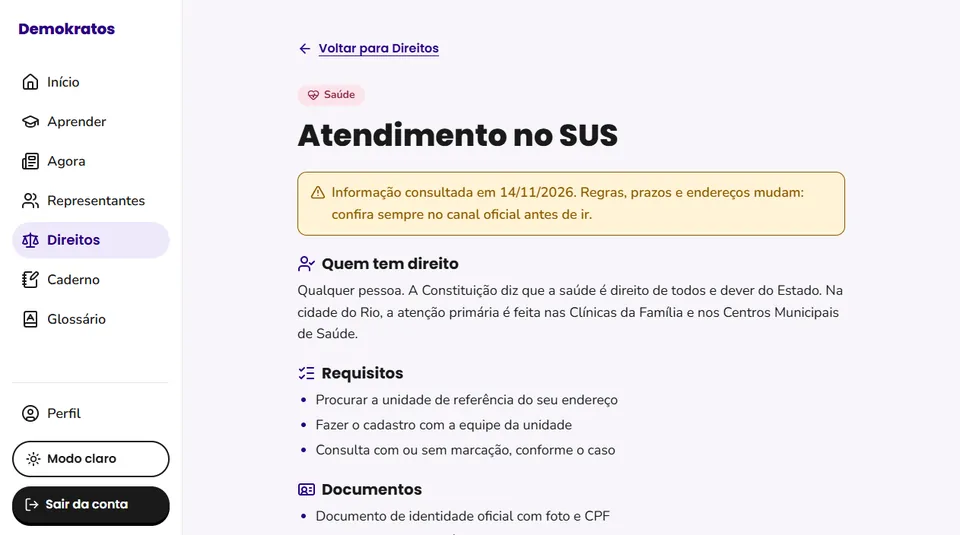 Demokratos
Início
Aprender
Agora
Representantes
Direitos
Caderno
Glossário
Perfil
Modo claro
Sair da conta
Voltar para Direitos
Saúde
Atendimento no SUS
Informação consultada em 14/11/2026. Regras, prazos e endereços mudam:
confira sempre no canal oficial antes de ir.
Quem tem direito
Qualquer pessoa. A Constituição diz que a saúde é direito de todos e dever do Estado. Na
cidade do Rio, a atenção primária é feita nas Clínicas da Família e nos Centros Municipais
de Saúde.
Requisitos
Procurar a unidade de referência do seu endereço
Fazer o cadastro com a equipe da unidade
Consulta com ou sem marcação, conforme o caso
Documentos
Documento de identidade oficial com foto e CPF